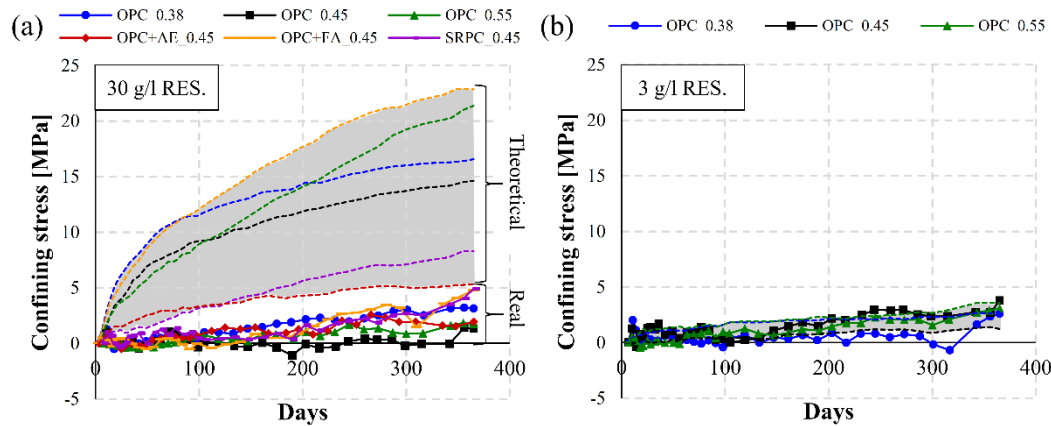 (a)
OPC_0.38
OPC_0.45
OPC_0.55
OPC+AE_0.45
OPC+FA_0.45
SRPC_0.45
30 g/l RES.
Confining stress [MPa]
25
20
15
10
5
0
-5
0
100
200
300
400
Days
Theoretical
Real
(b)
OPC_0.38
OPC_0.45
OPC_0.55
3 g/l RES.
Confining stress [MPa]
25
20
15
10
5
0
-5
0
100
200
300
400
Days